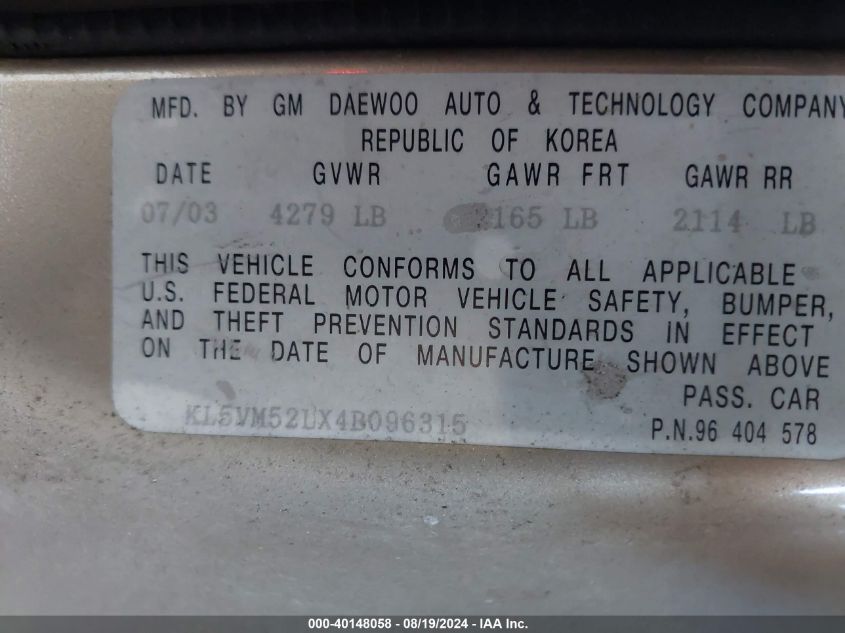 MFD. BY GM DAEWOO AUTO & TECHNOLOGY COMPANY
REPUBLIC OF KOREA
DATE GVWR GAWR FRT GAWR RR
07/03 4279 LB 2165 LB 2114 LB
THIS VEHICLE CONFORMS TO ALL APPLICABLE
U.S. FEDERAL MOTOR VEHICLE SAFETY, BUMPER,
AND THEFT PREVENTION STANDARDS IN EFFECT
ON THE DATE OF MANUFACTURE SHOWN ABOVE
PASS. CAR
KL5VM52LX4B096315
P.N.96 404 578
000-40148058 - 08/19/2024 - IAA Inc.